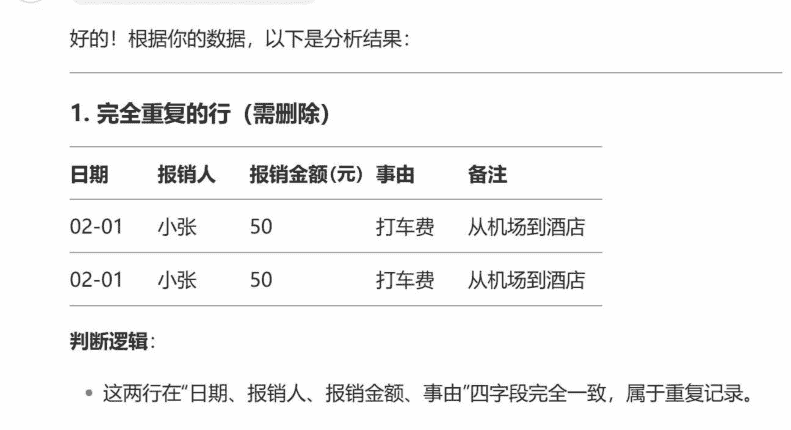 好的！根据你的数据，以下是分析结果：
1. 完全重复的行（需删除）
日期 报销人 报销金额(元) 事由 备注
02-01 小张 50 打车费 从机场到酒店
02-01 小张 50 打车费 从机场到酒店
判断逻辑：
• 这两行在“日期、报销人、报销金额、事由”四字段完全一致，属于重复记录。